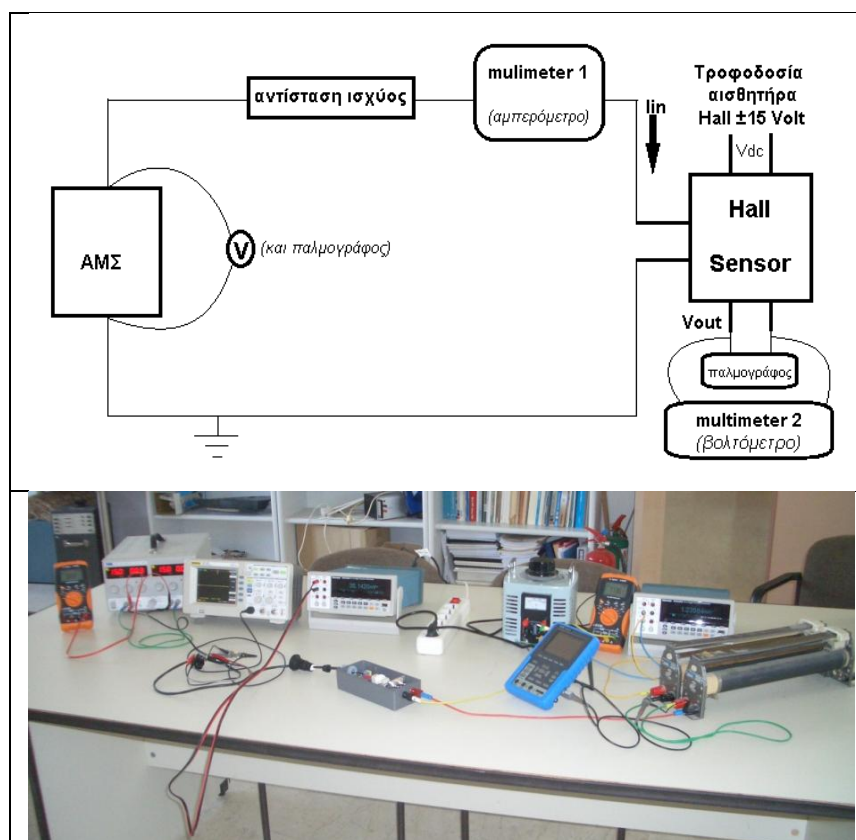 mulimeter 1
(αμπερόμετρο)
αντίσταση ισχύος
Iin
Τροφοδοσία
αισθητήρα
Hall ±15 Volt
Vdc
Hall
Sensor
ΑΜΣ
V
(και παλμογράφος)
Vout
παλμογράφος
multimeter 2
(βολτόμετρο)